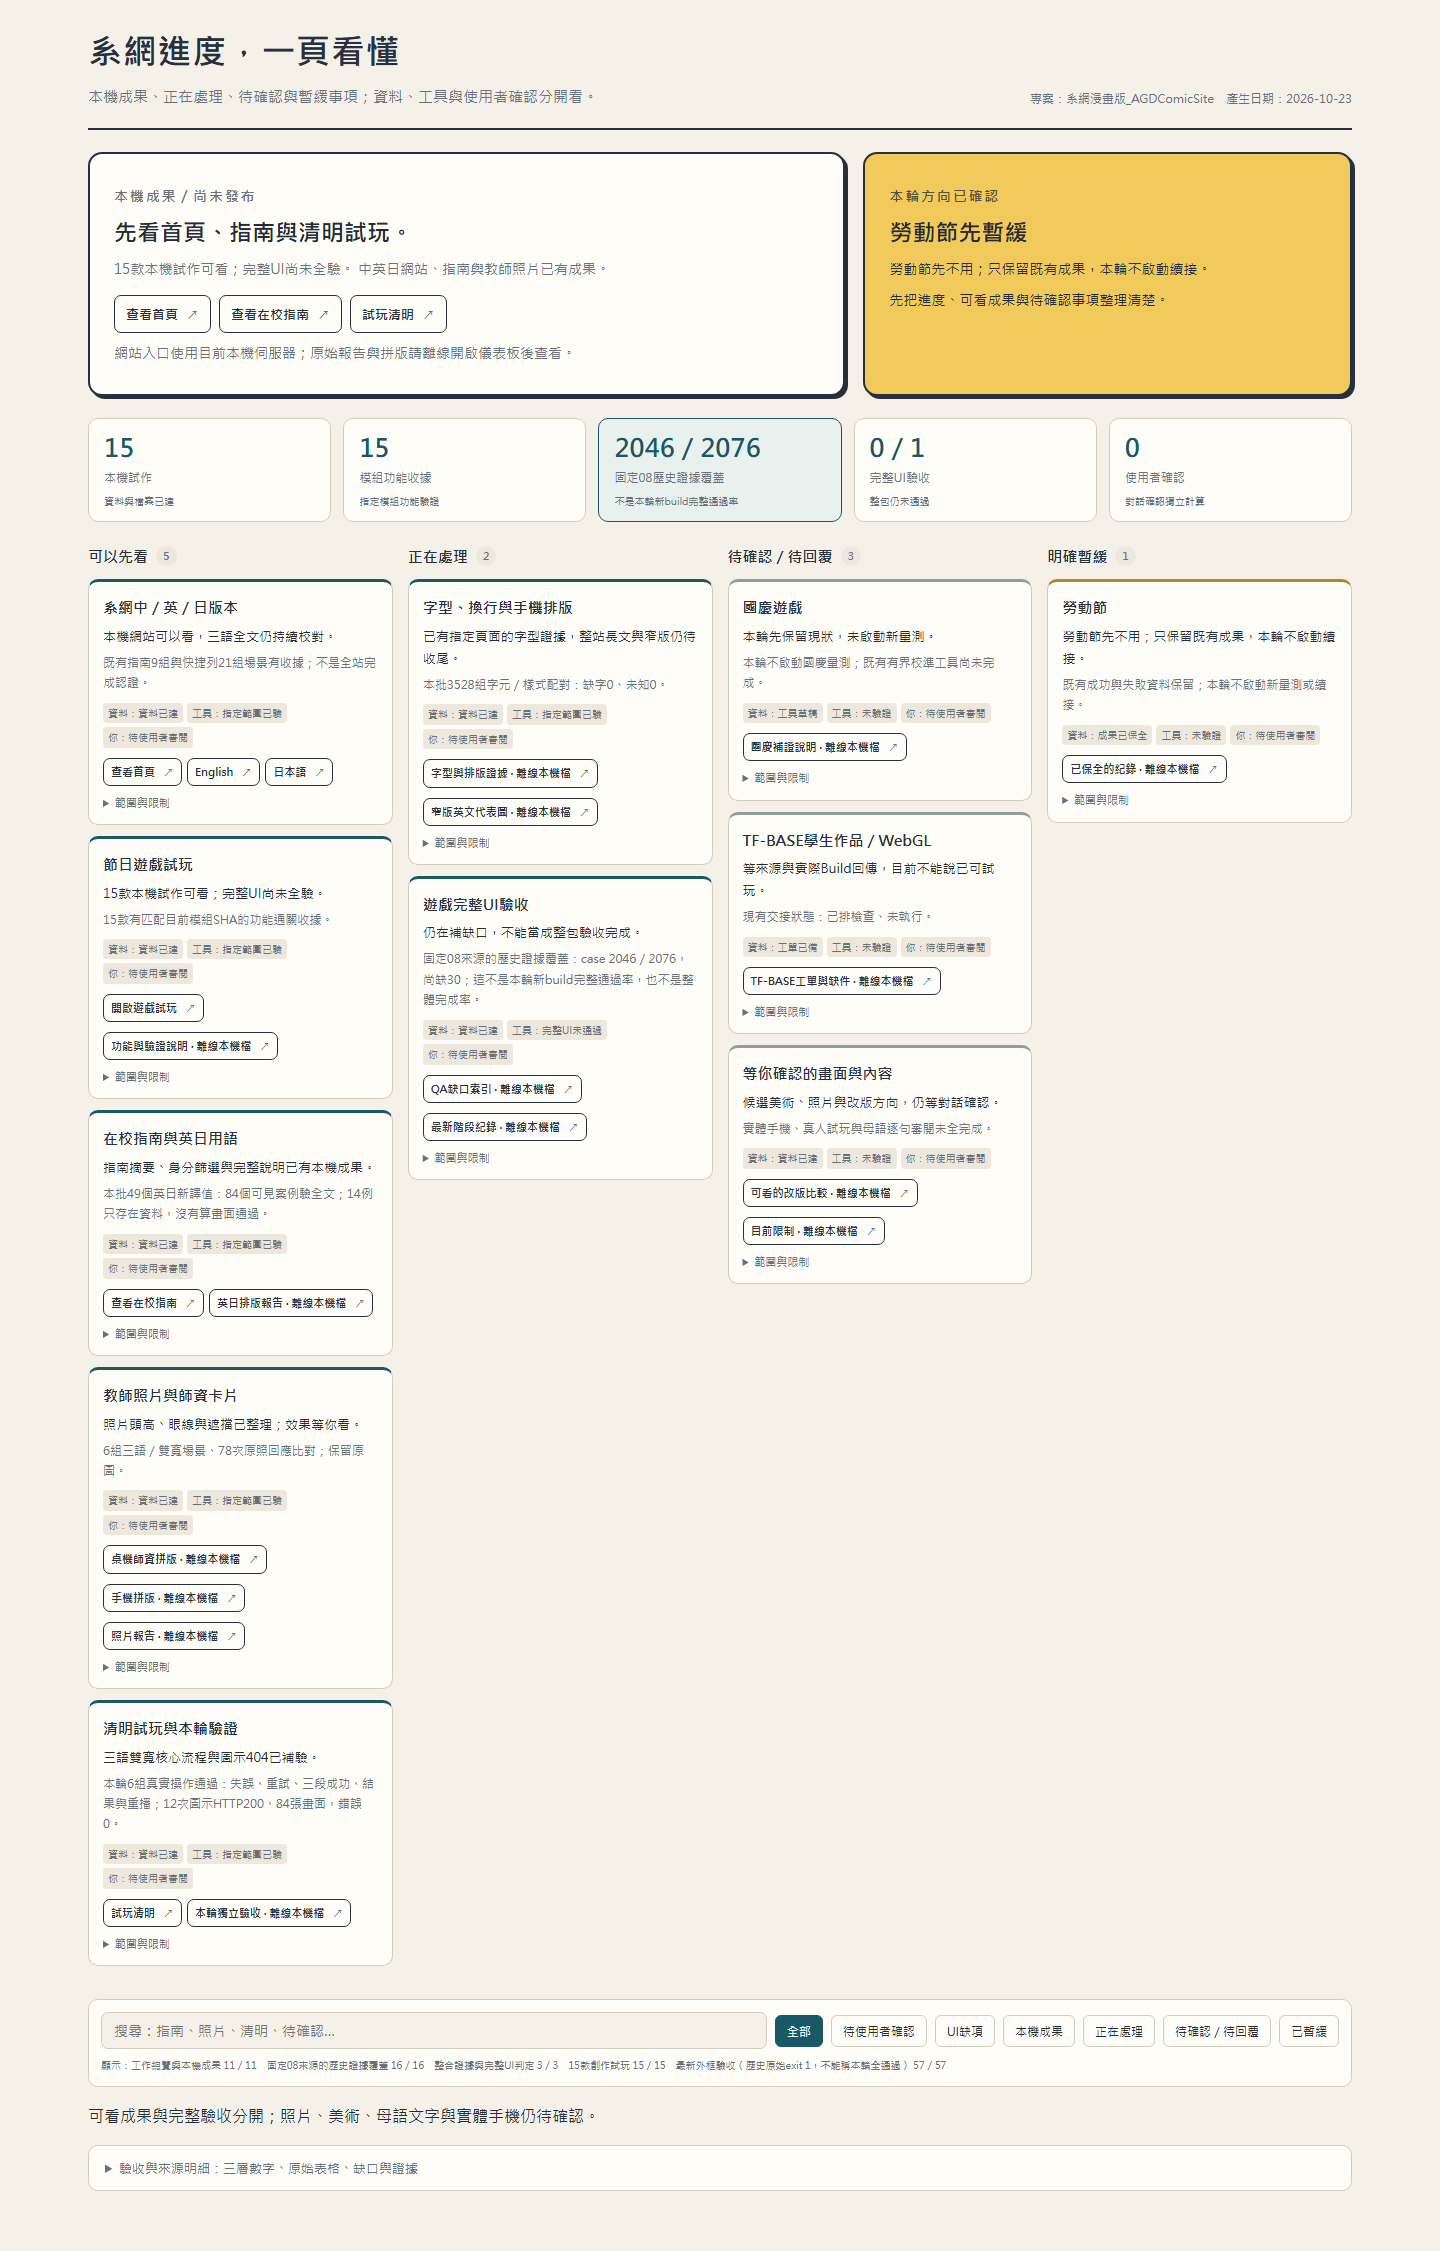 系網進度，一頁看懂
本機成果、正在處理、待確認與暫緩事項；資料、工具與使用者確認分開看。
專案：系網漫畫版_AGDComicSite　產生日期：2026-10-23
本機成果 / 尚未發布
先看首頁、指南與清明試玩。
15款本機試作可看；完整UI尚未全驗。 中英日網站、指南與教師照片已有成果。
查看首頁 ↗
查看在校指南 ↗
試玩清明 ↗
網站入口使用目前本機伺服器；原始報告與拼版請離線開啟儀表板後查看。
本輪方向已確認
勞動節先暫緩
勞動節先不用；只保留既有成果，本輪不啟動續接。
先把進度、可看成果與待確認事項整理清楚。
15
本機試作
資料與檔案已建
15
模組功能收據
指定模組功能驗證
2046 / 2076
固定08歷史證據覆蓋
不是本輪新build完整通過率
0 / 1
完整UI驗收
整包仍未通過
0
使用者確認
對話確認獨立計算
可以先看 5
系網中 / 英 / 日版本
本機網站可以看，三語全文仍持續校對。
既有指南9組與快捷列21組場景有收據；不是全站完
成認證。
資料：資料已建 工具：指定範圍已驗
你：待使用者審閱
查看首頁 ↗ English ↗ 日本語 ↗
▶ 範圍與限制
節日遊戲試玩
15款本機試作可看；完整UI尚未全驗。
15款有匹配目前模組SHA的功能通關收據。
資料：資料已建 工具：指定範圍已驗
你：待使用者審閱
開啟遊戲試玩 ↗
功能與驗證說明 · 離線本機檔 ↗
▶ 範圍與限制
在校指南與英日用語
指南摘要、身分篩選與完整說明已有本機成果。
本批49個英日新譯值：84個可見案例驗全文；14例
只存在資料，沒有算畫面通過。
資料：資料已建 工具：指定範圍已驗
你：待使用者審閱
查看在校指南 ↗ 英日排版報告 · 離線本機檔 ↗
▶ 範圍與限制
教師照片與師資卡片
照片頭高、眼線與遮擋已整理；效果等你看。
6組三語 / 雙寬場景、78次原照回應比對；保留原
圖。
資料：資料已建 工具：指定範圍已驗
你：待使用者審閱
桌機師資拼版 · 離線本機檔 ↗
手機拼版 · 離線本機檔 ↗
照片報告 · 離線本機檔 ↗
▶ 範圍與限制
清明試玩與本輪驗證
三語雙寬核心流程與圖示404已補驗。
本輪6組真實操作通過：失誤、重試、三段成功、結
果與重播；12次圖示HTTP200、84張畫面，錯誤
0。
資料：資料已建 工具：指定範圍已驗
你：待使用者審閱
試玩清明 ↗ 本輪獨立驗收 · 離線本機檔 ↗
▶ 範圍與限制
正在處理 2
字型、換行與手機排版
已有指定頁面的字型證據，整站長文與窄版仍待
收尾。
本批3528組字元 / 樣式配對：缺字0、未知0。
資料：資料已建 工具：指定範圍已驗
你：待使用者審閱
字型與排版證據 · 離線本機檔 ↗
窄版英文代表圖 · 離線本機檔 ↗
▶ 範圍與限制
遊戲完整UI驗收
仍在補缺口，不能當成整包驗收完成。
固定08來源的歷史證據覆蓋：case 2046 / 2076，
尚缺30；這不是本輪新build完整通過率，也不是整
體完成率。
資料：資料已建 工具：完整UI未通過
你：待使用者審閱
QA缺口索引 · 離線本機檔 ↗
最新階段紀錄 · 離線本機檔 ↗
▶ 範圍與限制
待確認 / 待回覆 3
國慶遊戲
本輪先保留現狀，未啟動新量測。
本輪不啟動國慶量測；既有有界校準工具尚未完
成。
資料：工具草稿 工具：未驗證 你：待使用者審閱
國慶補證說明 · 離線本機檔 ↗
▶ 範圍與限制
TF-BASE學生作品 / WebGL
等來源與實際Build回傳，目前不能說已可試
玩。
現有交接狀態：已排檢查、未執行。
資料：工單已備 工具：未驗證 你：待使用者審閱
TF-BASE工單與缺件 · 離線本機檔 ↗
▶ 範圍與限制
等你確認的畫面與內容
候選美術、照片與改版方向，仍等對話確認。
實體手機、真人試玩與母語逐句審閱未全完成。
資料：資料已建 工具：未驗證 你：待使用者審閱
可看的改版比較 · 離線本機檔 ↗
目前限制 · 離線本機檔 ↗
▶ 範圍與限制
明確暫緩 1
勞動節
勞動節先不用；只保留既有成果，本輪不啟動續
接。
既有成功與失敗資料保留；本輪不啟動新量測或續
接。
資料：成果已保全 工具：未驗證 你：待使用者審閱
已保全的紀錄 · 離線本機檔 ↗
▶ 範圍與限制
搜尋：指南、照片、清明、待確認...
全部 待使用者確認 UI缺項 本機成果 正在處理 待確認 / 待回覆 已暫緩
顯示：工作總覽與本機成果 11 / 11　固定08來源的歷史證據覆蓋 16 / 16　整合證據與完整UI判定 3 / 3　15款創作試玩 15 / 15　最新外框驗收（歷史原始exit 1，不能稱本輪全通過）57 / 57
可看成果與完整驗收分開；照片、美術、母語文字與實體手機仍待確認。
▶ 驗收與來源明細：三層數字、原始表格、缺口與證據